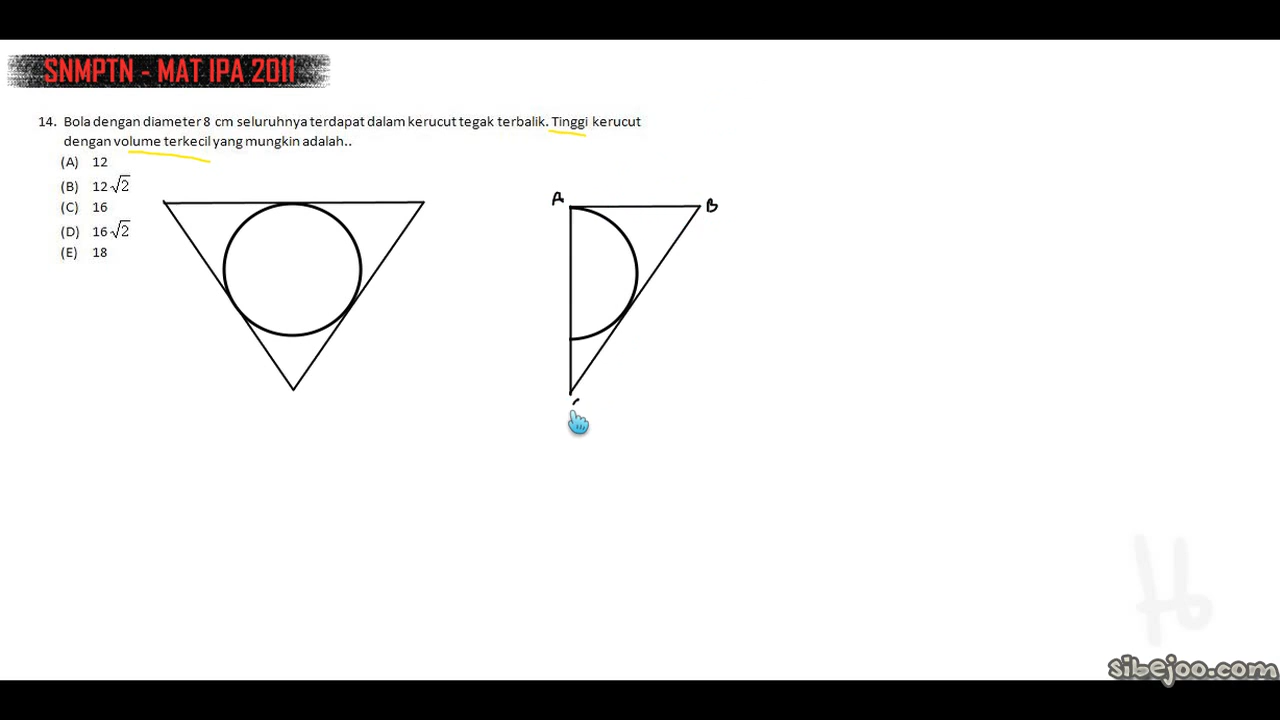 SNMPTN - MAT IPA 2011
14. Bola dengan diameter 8 cm seluruhnya terdapat dalam kerucut tegak terbalik. Tinggi kerucut
dengan volume terkecil yang mungkin adalah..
(A) 12
(B) 12√2
(C) 16
(D) 16√2
(E) 18
A
B
sibejoo.com